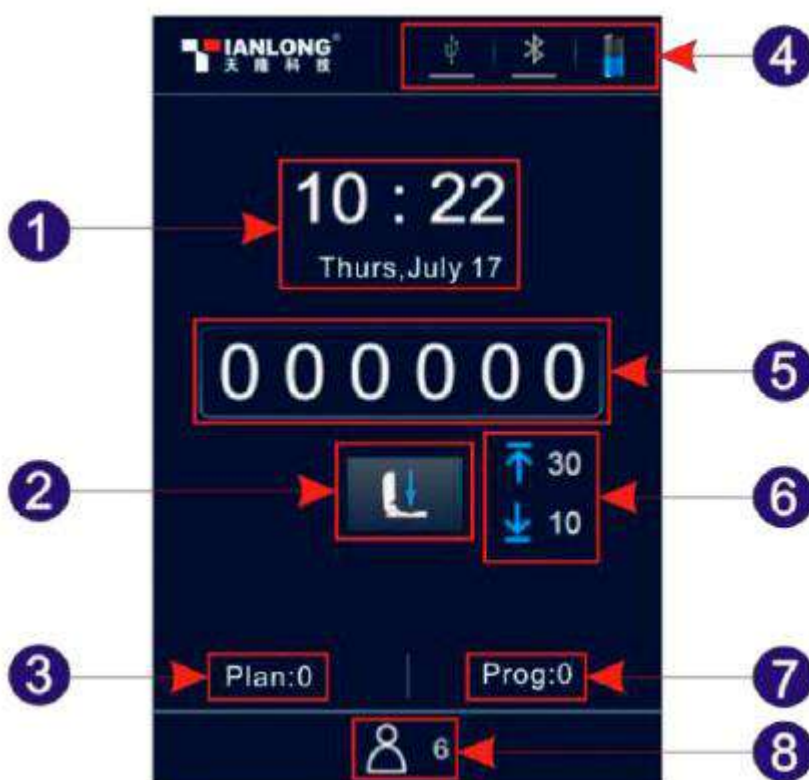 IANLONG®
天隆科技
4
10 : 22
1
Thurs,July 17
000000
5
2
30
6
10
3
Plan:0
Prog:0
7
6
8